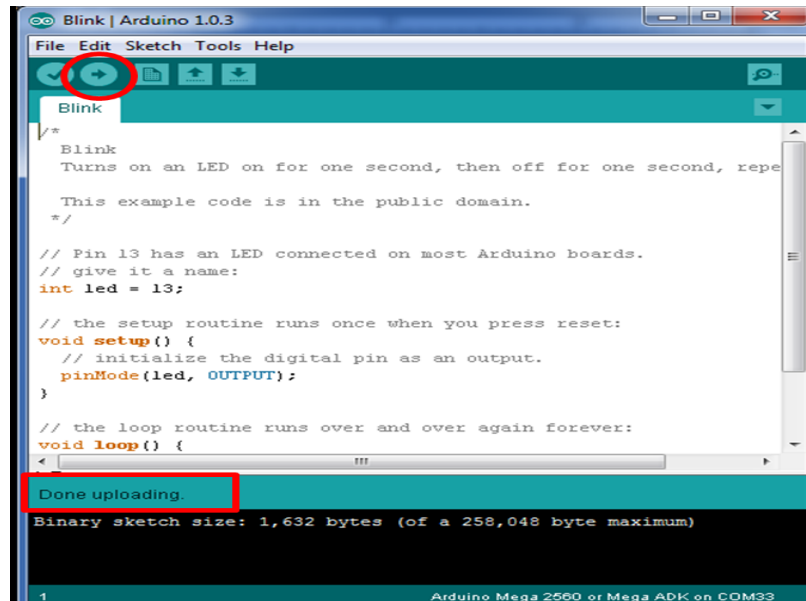 Blink | Arduino 1.0.3
File Edit Sketch Tools Help
Blink
/*
Blink
Turns on an LED on for one second, then off for one second, repe
This example code is in the public domain.
*/
// Pin 13 has an LED connected on most Arduino boards.
// give it a name:
int led = 13;
// the setup routine runs once when you press reset:
void setup() {
// initialize the digital pin as an output.
pinMode(led, OUTPUT);
}
// the loop routine runs over and over again forever:
void loop() {
Done uploading.
Binary sketch size: 1,632 bytes (of a 258,048 byte maximum)
1 Arduino Mega 2560 or Mega ADK on COM33